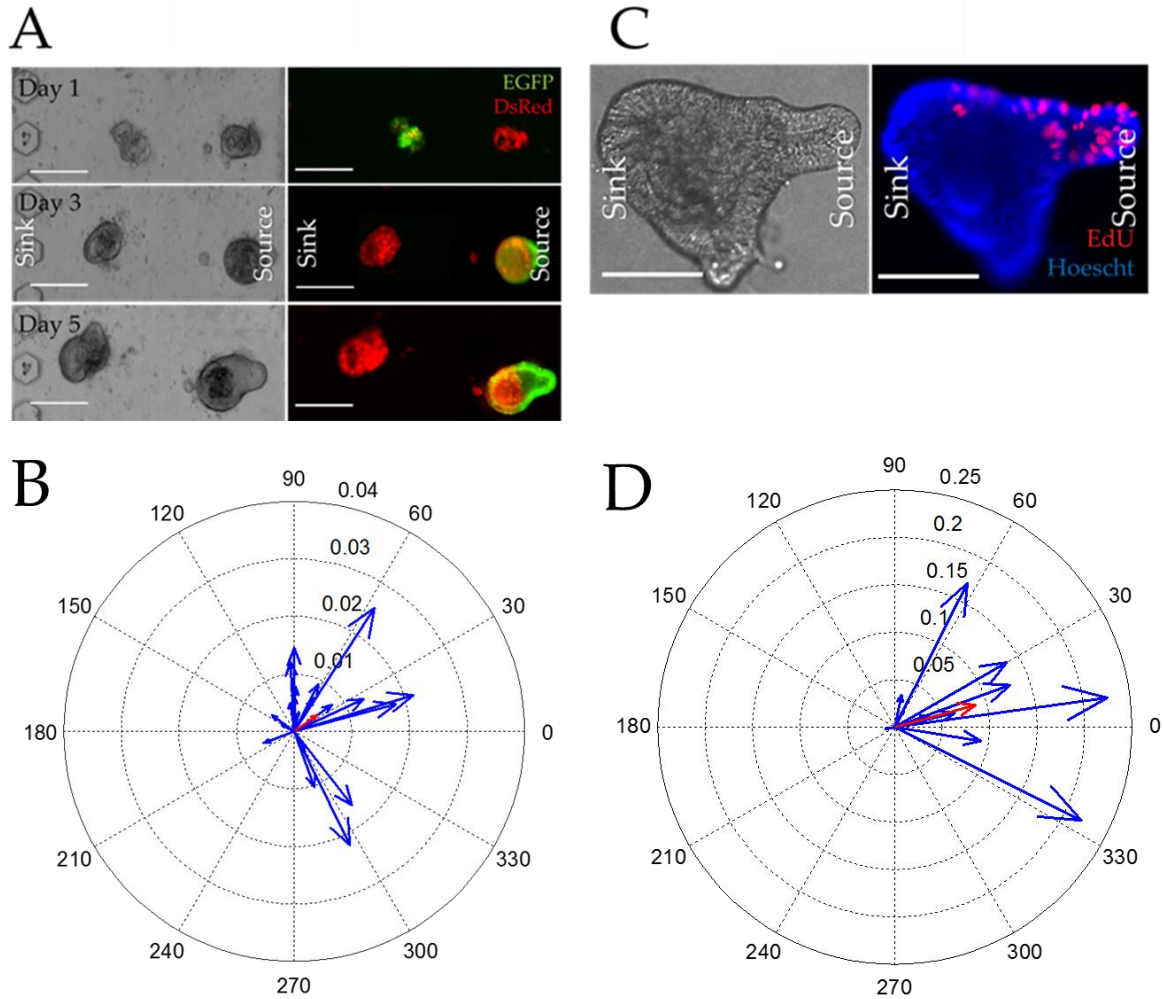 A
Day 1
EGFP
DsRed
Day 3
Sink
Source
Sink
Source
Day 5
C
Sink
Source
Sink
Source
EdU
Hoescht
B
90
0.04
120
60
0.03
150
0.02
30
0.01
180
0
210
330
240
300
270
D
90
0.25
120
60
0.2
150
0.15
30
0.1
0.05
180
0
210
330
240
300
270